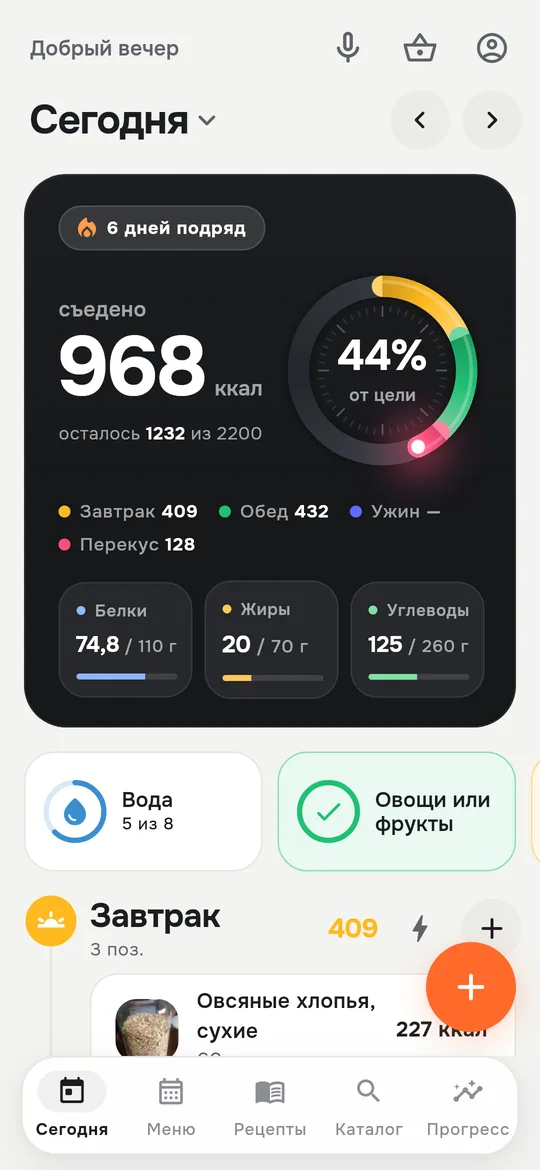 Добрый вечер
Сегодня
6 дней подряд
съедено
968 ккал
осталось 1232 из 2200
44%
от цели
Завтрак 409 Обед 432 Ужин —
Перекус 128
Белки
74,8 / 110 г
Жиры
20 / 70 г
Углеводы
125 / 260 г
Вода
5 из 8
Овощи или
фрукты
Завтрак
3 поз.
409
Овсяные хлопья,
сухие
227 ккал
Сегодня
Меню
Рецепты
Каталог
Прогресс